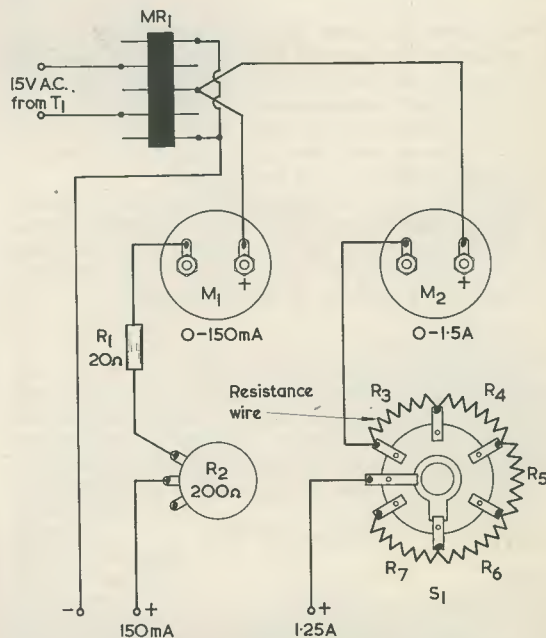 MR1
15V A.C.
from T1
M1
+
M2
+
0-150mA
0-1·5A
R1
20Ω
Resistance
wire
R3
R4
R2
200Ω
R5
R7
R6
S1
-
+
+
150mA
1·25A